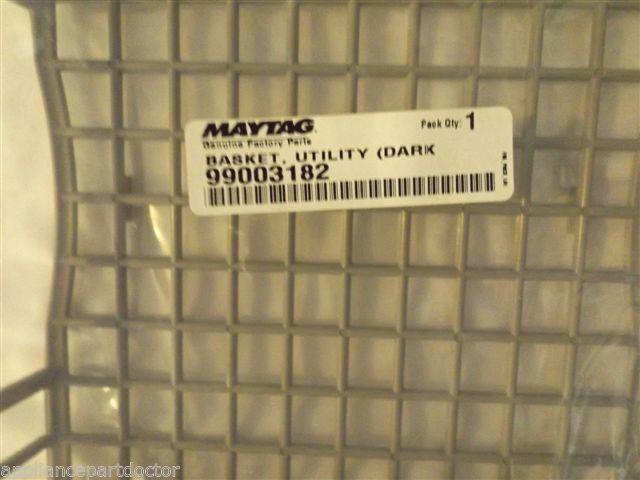 MAYTAG Pack Qty: 1
Genuine Factory Parts
BASKET, UTILITY (DARK
99003182
appliancepartdoctor